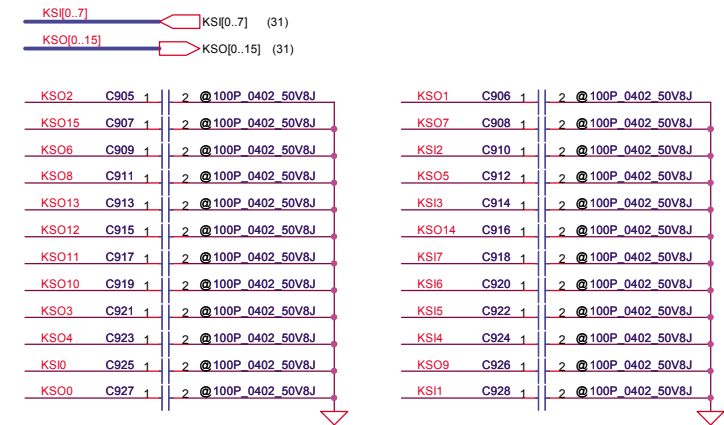 KSI[0..7] KSI[0..7] (31)
KSO[0..15] KSO[0..15] (31)
KSO2 C905 1 2 @100P_0402_50V8J KSO1 C906 1 2 @100P_0402_50V8J
KSO15 C907 1 2 @100P_0402_50V8J KSO7 C908 1 2 @100P_0402_50V8J
KSO6 C909 1 2 @100P_0402_50V8J KSI2 C910 1 2 @100P_0402_50V8J
KSO8 C911 1 2 @100P_0402_50V8J KSO5 C912 1 2 @100P_0402_50V8J
KSO13 C913 1 2 @100P_0402_50V8J KSI3 C914 1 2 @100P_0402_50V8J
KSO12 C915 1 2 @100P_0402_50V8J KSO14 C916 1 2 @100P_0402_50V8J
KSO11 C917 1 2 @100P_0402_50V8J KSI7 C918 1 2 @100P_0402_50V8J
KSO10 C919 1 2 @100P_0402_50V8J KSI6 C920 1 2 @100P_0402_50V8J
KSO3 C921 1 2 @100P_0402_50V8J KSI5 C922 1 2 @100P_0402_50V8J
KSO4 C923 1 2 @100P_0402_50V8J KSI4 C924 1 2 @100P_0402_50V8J
KSI0 C925 1 2 @100P_0402_50V8J KSO9 C926 1 2 @100P_0402_50V8J
KSO0 C927 1 2 @100P_0402_50V8J KSI1 C928 1 2 @100P_0402_50V8J